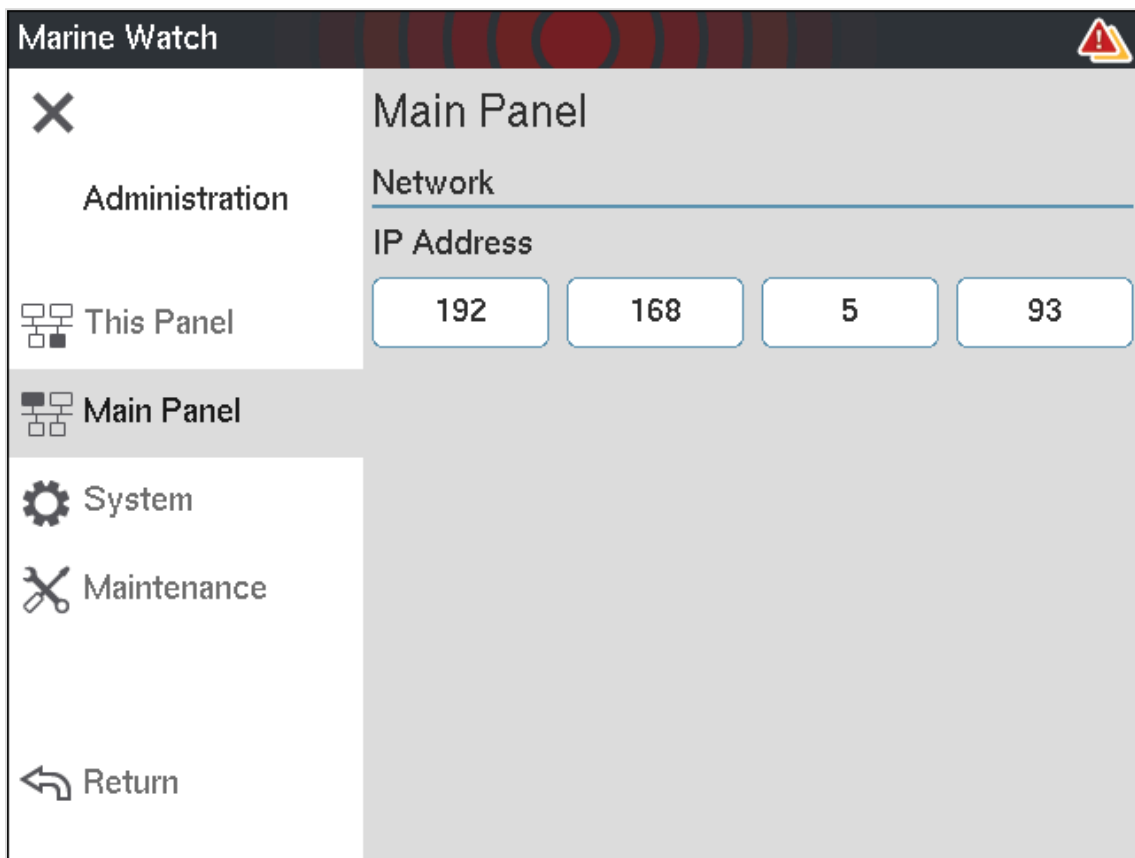 Marine Watch
Administration
This Panel
Main Panel
System
Maintenance
Return
Main Panel
Network
IP Address
192 168 5 93